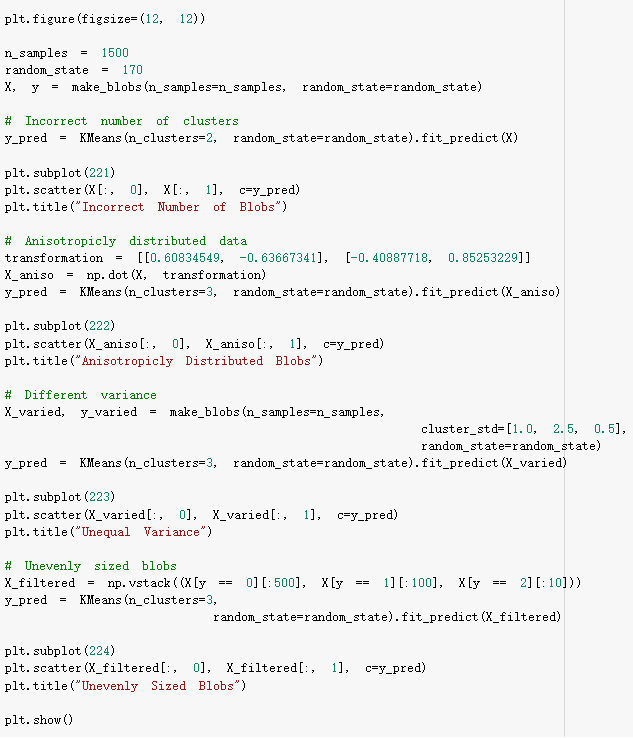 plt.figure(figsize=(12, 12))
n_samples = 1500
random_state = 170
X, y = make_blobs(n_samples=n_samples, random_state=random_state)
# Incorrect number of clusters
y_pred = KMeans(n_clusters=2, random_state=random_state).fit_predict(X)
plt.subplot(221)
plt.scatter(X[:, 0], X[:, 1], c=y_pred)
plt.title("Incorrect Number of Blobs")
# Anisotropicly distributed data
transformation = [[0.60834549, -0.63667341], [-0.40887718, 0.85253229]]
X_aniso = np.dot(X, transformation)
y_pred = KMeans(n_clusters=3, random_state=random_state).fit_predict(X_aniso)
plt.subplot(222)
plt.scatter(X_aniso[:, 0], X_aniso[:, 1], c=y_pred)
plt.title("Anisotropicly Distributed Blobs")
# Different variance
X_varied, y_varied = make_blobs(n_samples=n_samples,
cluster_std=[1.0, 2.5, 0.5],
random_state=random_state)
y_pred = KMeans(n_clusters=3, random_state=random_state).fit_predict(X_varied)
plt.subplot(223)
plt.scatter(X_varied[:, 0], X_varied[:, 1], c=y_pred)
plt.title("Unequal Variance")
# Unevenly sized blobs
X_filtered = np.vstack((X[y == 0][:500], X[y == 1][:100], X[y == 2][:10]))
y_pred = KMeans(n_clusters=3,
random_state=random_state).fit_predict(X_filtered)
plt.subplot(224)
plt.scatter(X_filtered[:, 0], X_filtered[:, 1], c=y_pred)
plt.title("Unevenly Sized Blobs")
plt.show()